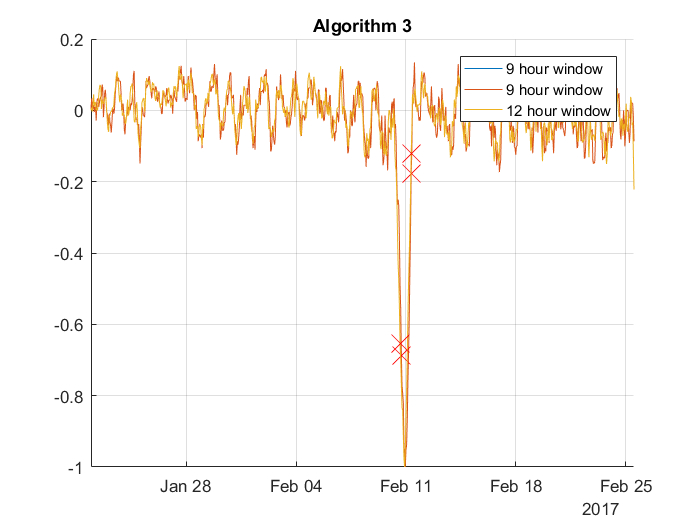 Algorithm 3
0.2
0
-0.2
-0.4
-0.6
-0.8
-1
9 hour window
9 hour window
12 hour window
Jan 28
Feb 04
Feb 11
Feb 18
Feb 25
2017